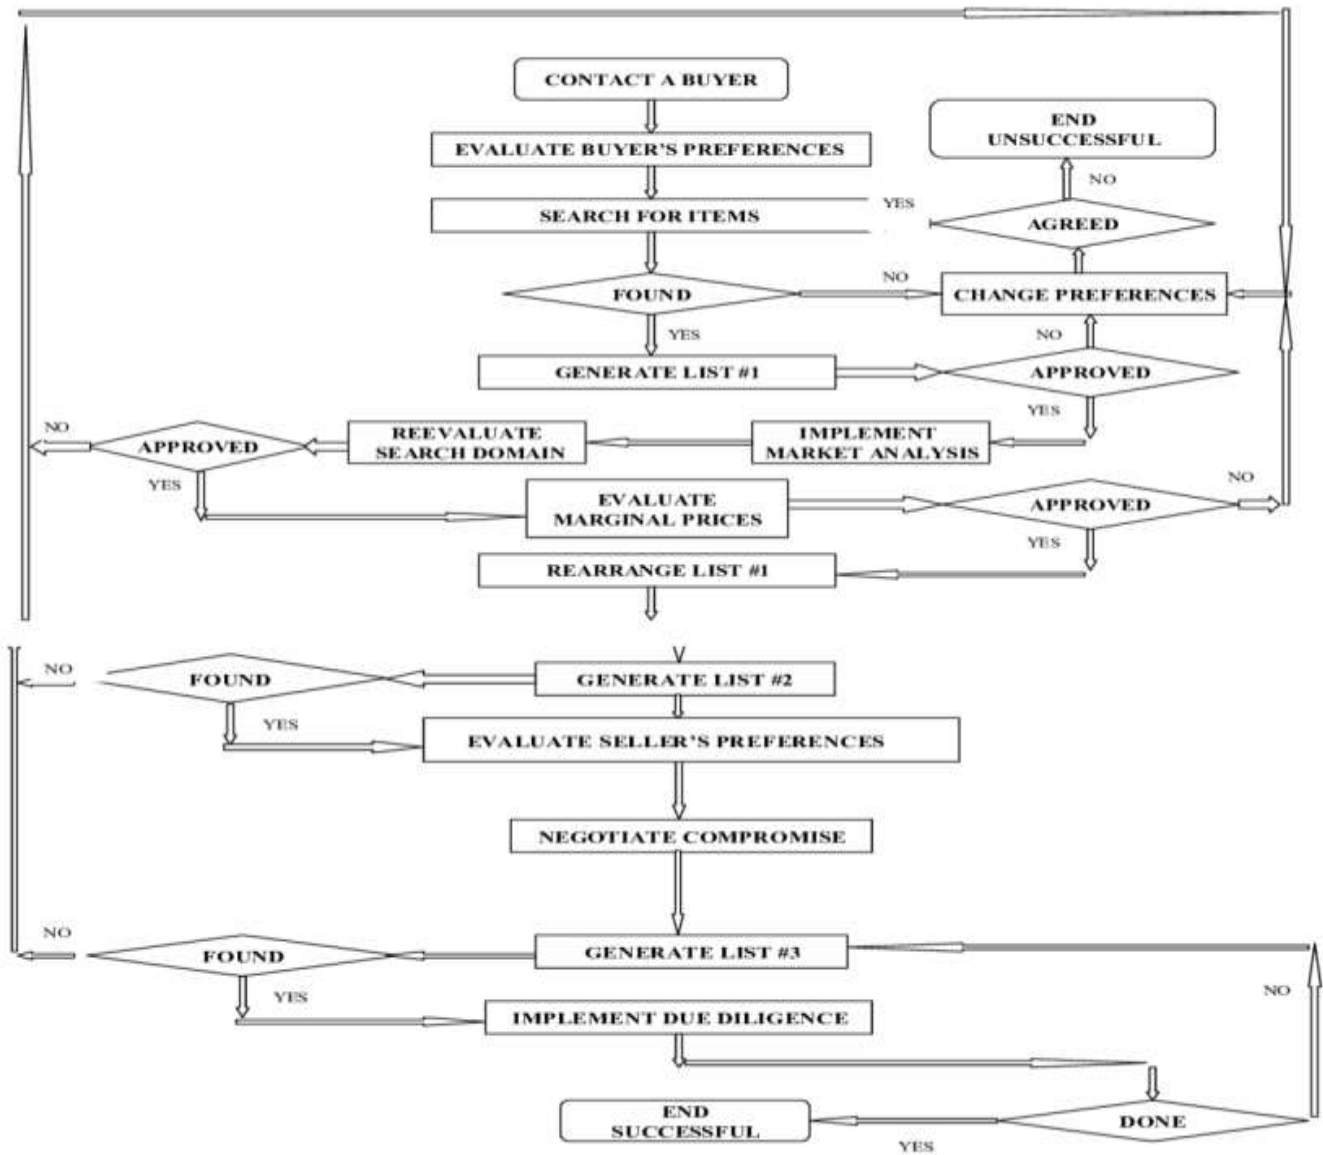 CONTACT A BUYER
END
UNSUCCESSFUL
EVALUATE BUYER'S PREFERENCES
NO
SEARCH FOR ITEMS
YES
AGREED
FOUND
NO
CHANGE PREFERENCES
YES
NO
GENERATE LIST #1
APPROVED
YES
NO
APPROVED
REEVALUATE
SEARCH DOMAIN
IMPLEMENT
MARKET ANALYSIS
YES
EVALUATE
MARGINAL PRICES
APPROVED
NO
YES
REARRANGE LIST #1
NO
FOUND
GENERATE LIST #2
YES
EVALUATE SELLER'S PREFERENCES
NEGOTIATE COMPROMISE
NO
FOUND
GENERATE LIST #3
YES
NO
IMPLEMENT DUE DILIGENCE
END
SUCCESSFUL
DONE
YES